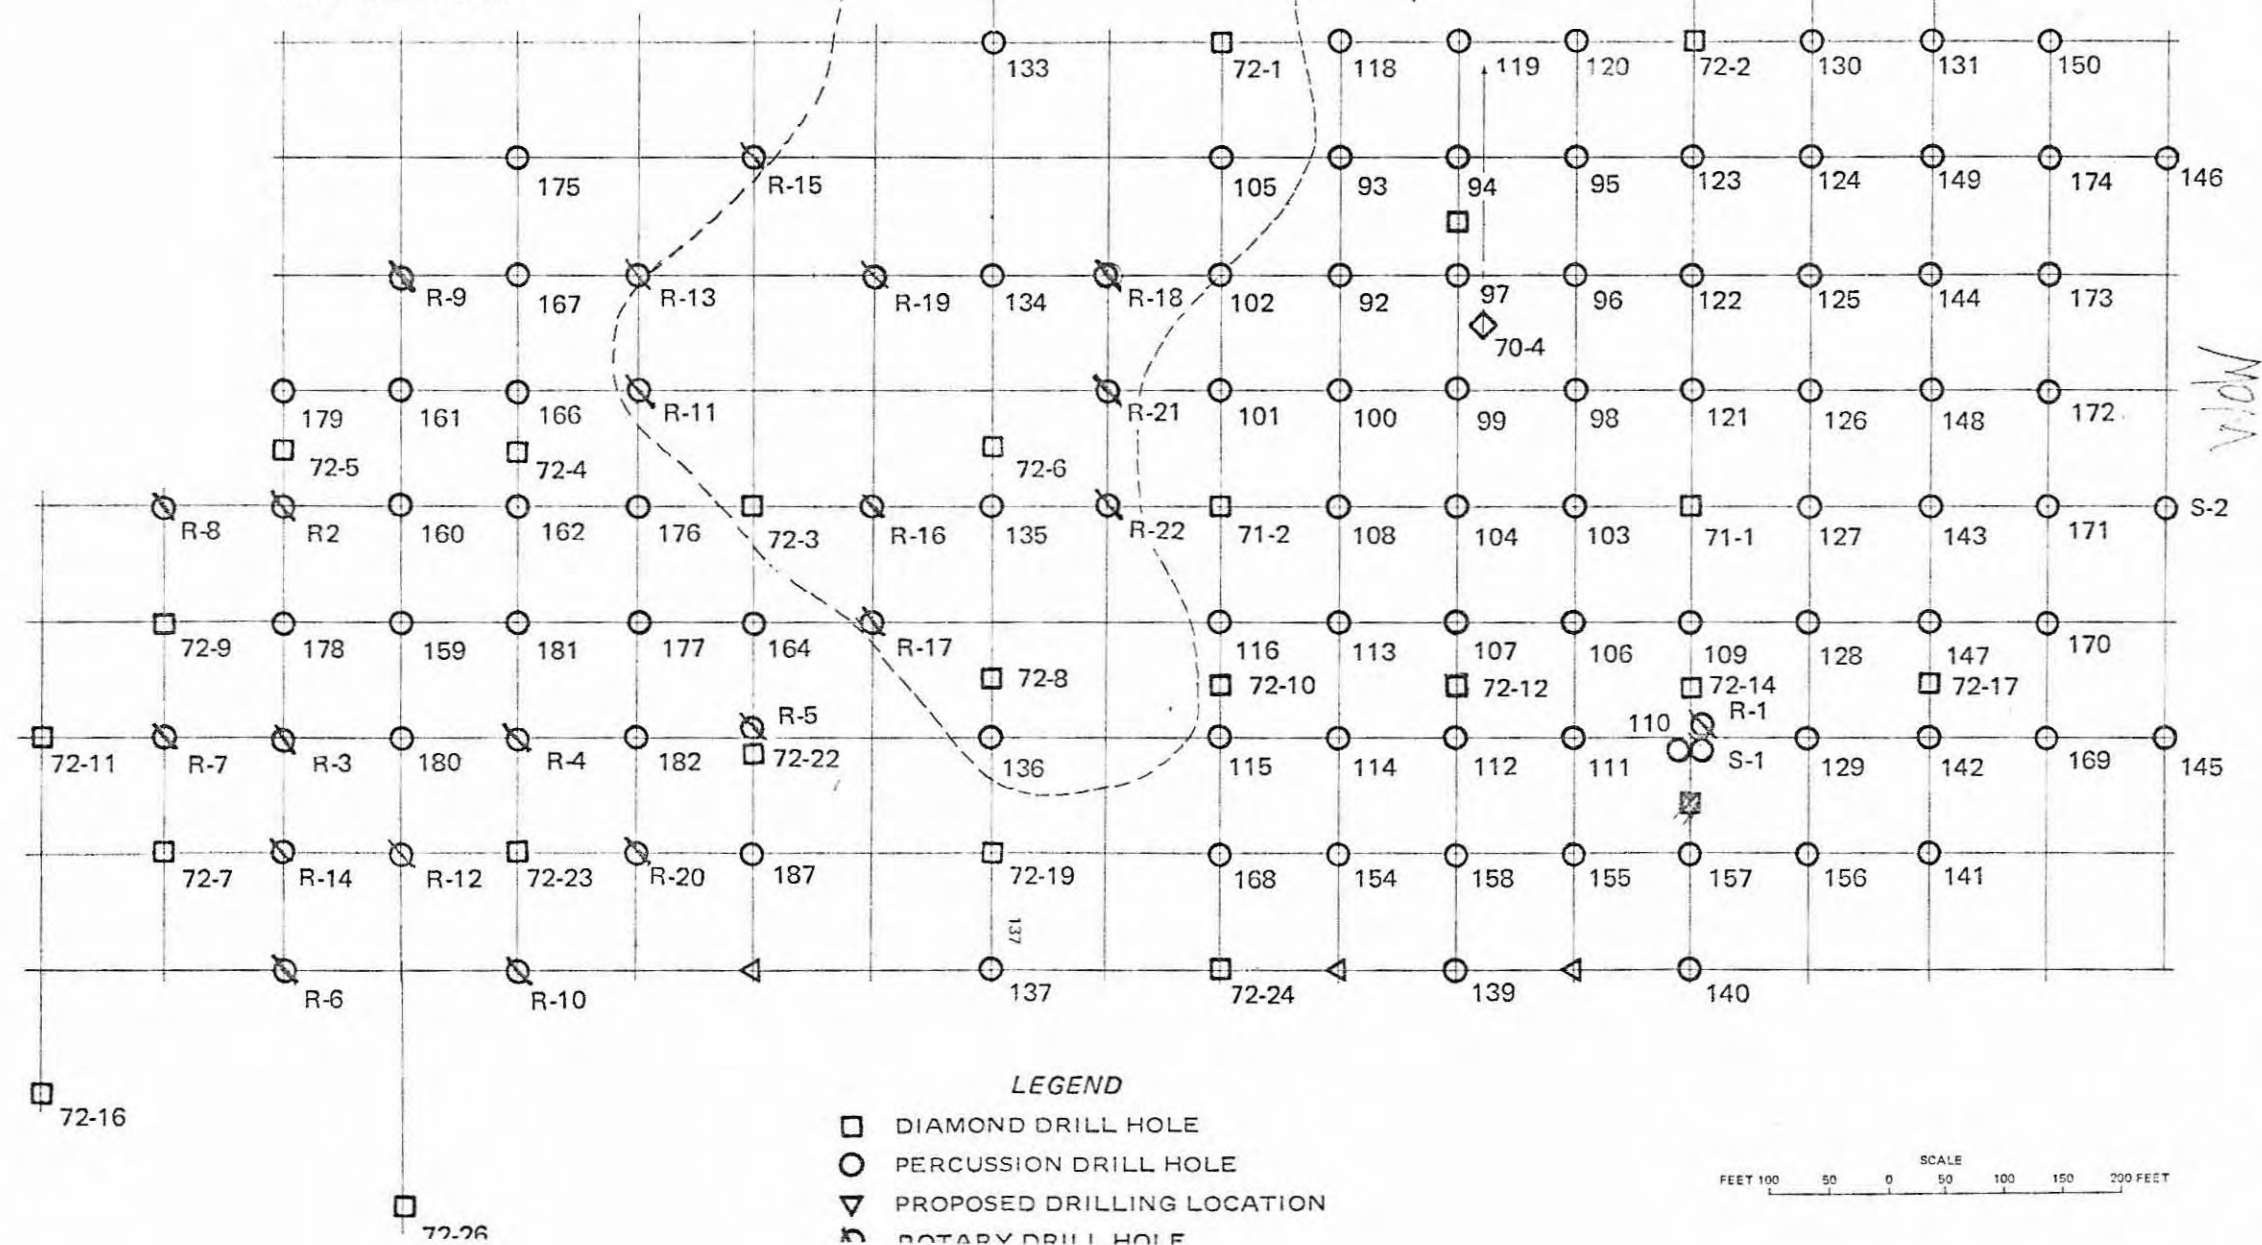 133 72-1 118 119 120 72-2 130 131 150
175 R-15 105 93 94 95 123 124 149 174 146
R-9 167 R-13 R-19 134 R-18 102 92 97 96 122 125 144 173
70-4
179 161 166 R-11 R-21 101 100 99 98 121 126 148 172
72-5 72-4 72-6
R-8 R2 160 162 176 72-3 R-16 135 R-22 71-2 108 104 103 71-1 127 143 171 S-2
72-9 178 159 181 177 164 R-17 116 113 107 106 109 128 147 170
72-8 72-10 72-12 72-14 72-17
R-5 110 R-1
72-11 R-7 R-3 180 R-4 182 72-22 136 115 114 112 111 S-1 129 142 169 145
72-7 R-14 R-12 72-23 R-20 187 72-19 168 154 158 155 157 156 141
137
R-6 R-10 137 72-24 139 140
72-16
72-26
LEGEND
DIAMOND DRILL HOLE
PERCUSSION DRILL HOLE
PROPOSED DRILLING LOCATION
ROTARY DRILL HOLE
SCALE
FEET 100 50 0 50 100 150 200 FEET